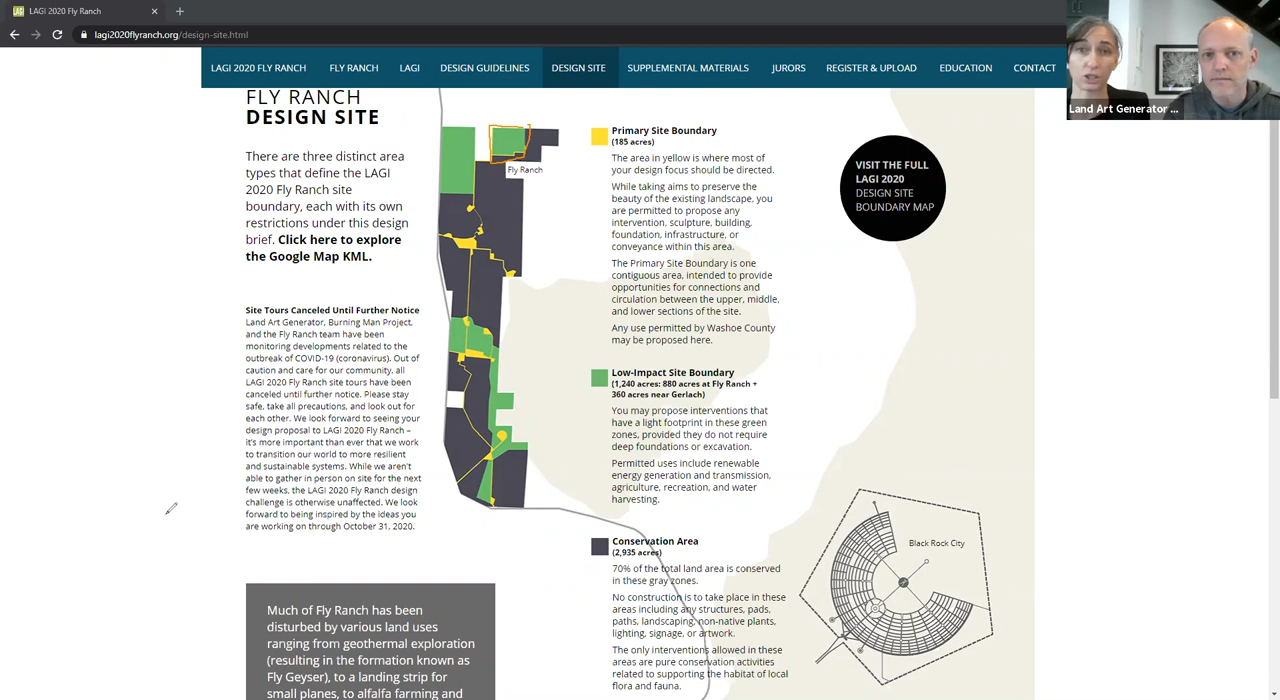 LAGI 2020 Fly Ranch
lagi2020flyranch.org/design-site.html
LAGI 2020 FLY RANCH FLY RANCH LAGI DESIGN GUIDELINES DESIGN SITE SUPPLEMENTAL MATERIALS JURORS REGISTER & UPLOAD EDUCATION CONTACT
Land Art Generator ...
FLY RANCH
DESIGN SITE
There are three distinct area
types that define the LAGI
2020 Fly Ranch site
boundary, each with its own
restrictions under this design
brief. Click here to explore
the Google Map KML.
Site Tours Canceled Until Further Notice
Land Art Generator, Burning Man Project,
and the Fly Ranch team have been
monitoring developments related to the
outbreak of COVID-19 (coronavirus). Out of
caution and care for our community, all
LAGI 2020 Fly Ranch site tours have been
canceled until further notice. Please stay
safe, take all precautions, and look out for
each other. We look forward to seeing your
design proposal to LAGI 2020 Fly Ranch –
it's more important than ever that we work
to transition our world to more resilient
and sustainable systems. While we aren't
able to gather in person on site for the next
few weeks, the LAGI 2020 Fly Ranch design
challenge is otherwise unaffected. We look
forward to being inspired by the ideas you
are working on through October 31, 2020.
Much of Fly Ranch has been
disturbed by various land uses
ranging from geothermal exploration
(resulting in the formation known as
Fly Geyser), to a landing strip for
small planes, to alfalfa farming and
Fly Ranch
Primary Site Boundary
(185 acres)
The area in yellow is where most of
your design focus should be directed.
While taking aims to preserve the
beauty of the existing landscape, you
are permitted to propose any
intervention, sculpture, building,
foundation, infrastructure, or
conveyance within this area.
The Primary Site Boundary is one
contiguous area, intended to provide
opportunities for connections and
circulation between the upper, middle,
and lower sections of the site.
Any use permitted by Washoe County
may be proposed here.
Low-Impact Site Boundary
(1,240 acres: 880 acres at Fly Ranch +
360 acres near Gerlach)
You may propose interventions that
have a light footprint in these green
zones, provided they do not require
deep foundations or excavation.
Permitted uses include renewable
energy generation and transmission,
agriculture, recreation, and water
harvesting.
Conservation Area
(2,935 acres)
70% of the total land area is conserved
in these gray zones.
No construction is to take place in these
areas including any structures, pads,
paths, landscaping, non-native plants,
lighting, signage, or artwork.
The only interventions allowed in these
areas are pure conservation activities
related to supporting the habitat of local
flora and fauna.
VISIT THE FULL
LAGI 2020
DESIGN SITE
BOUNDARY MAP
Black Rock City